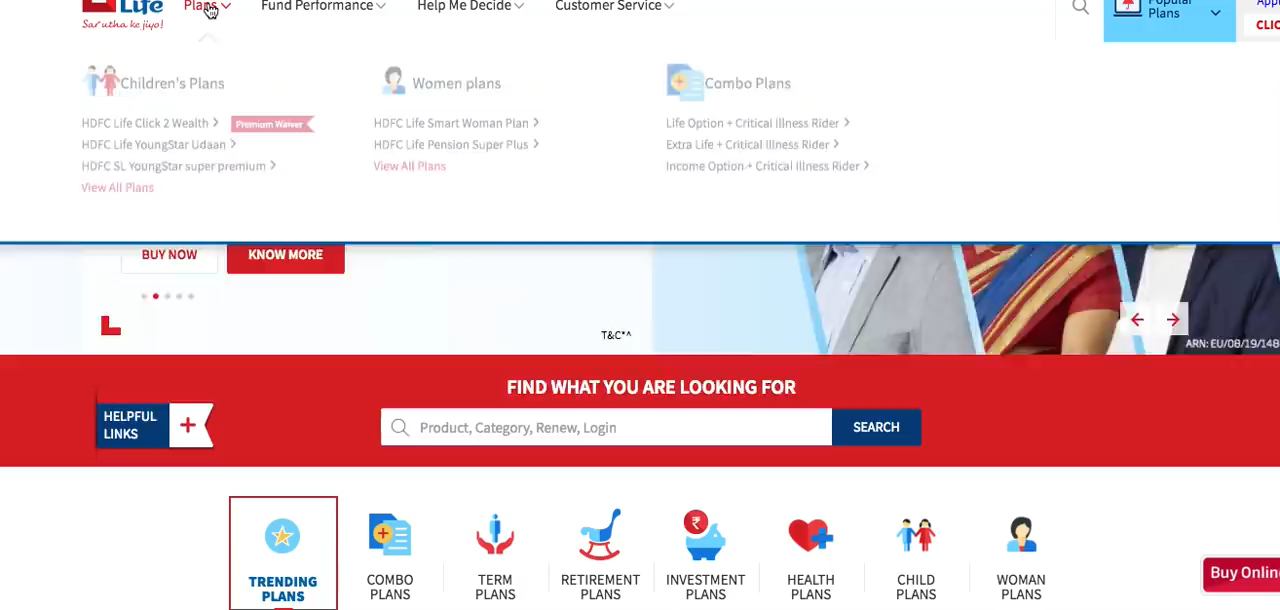 Life
Sar utha ke jiyo!
Plans
Fund Performance
Help Me Decide
Customer Service
Popular
Plans
CLIC
Children's Plans
HDFC Life Click 2 Wealth
Premium Waiver
HDFC Life YoungStar Udaan
HDFC SL YoungStar super premium
View All Plans
Women plans
HDFC Life Smart Woman Plan
HDFC Life Pension Super Plus
View All Plans
Combo Plans
Life Option + Critical Illness Rider
Extra Life + Critical Illness Rider
Income Option + Critical Illness Rider
BUY NOW
KNOW MORE
T&C*^
ARN: EU/08/19/148
FIND WHAT YOU ARE LOOKING FOR
HELPFUL
LINKS
Product, Category, Renew, Login
SEARCH
TRENDING
PLANS
COMBO
PLANS
TERM
PLANS
RETIREMENT
PLANS
INVESTMENT
PLANS
HEALTH
PLANS
CHILD
PLANS
WOMAN
PLANS
Buy Onlin